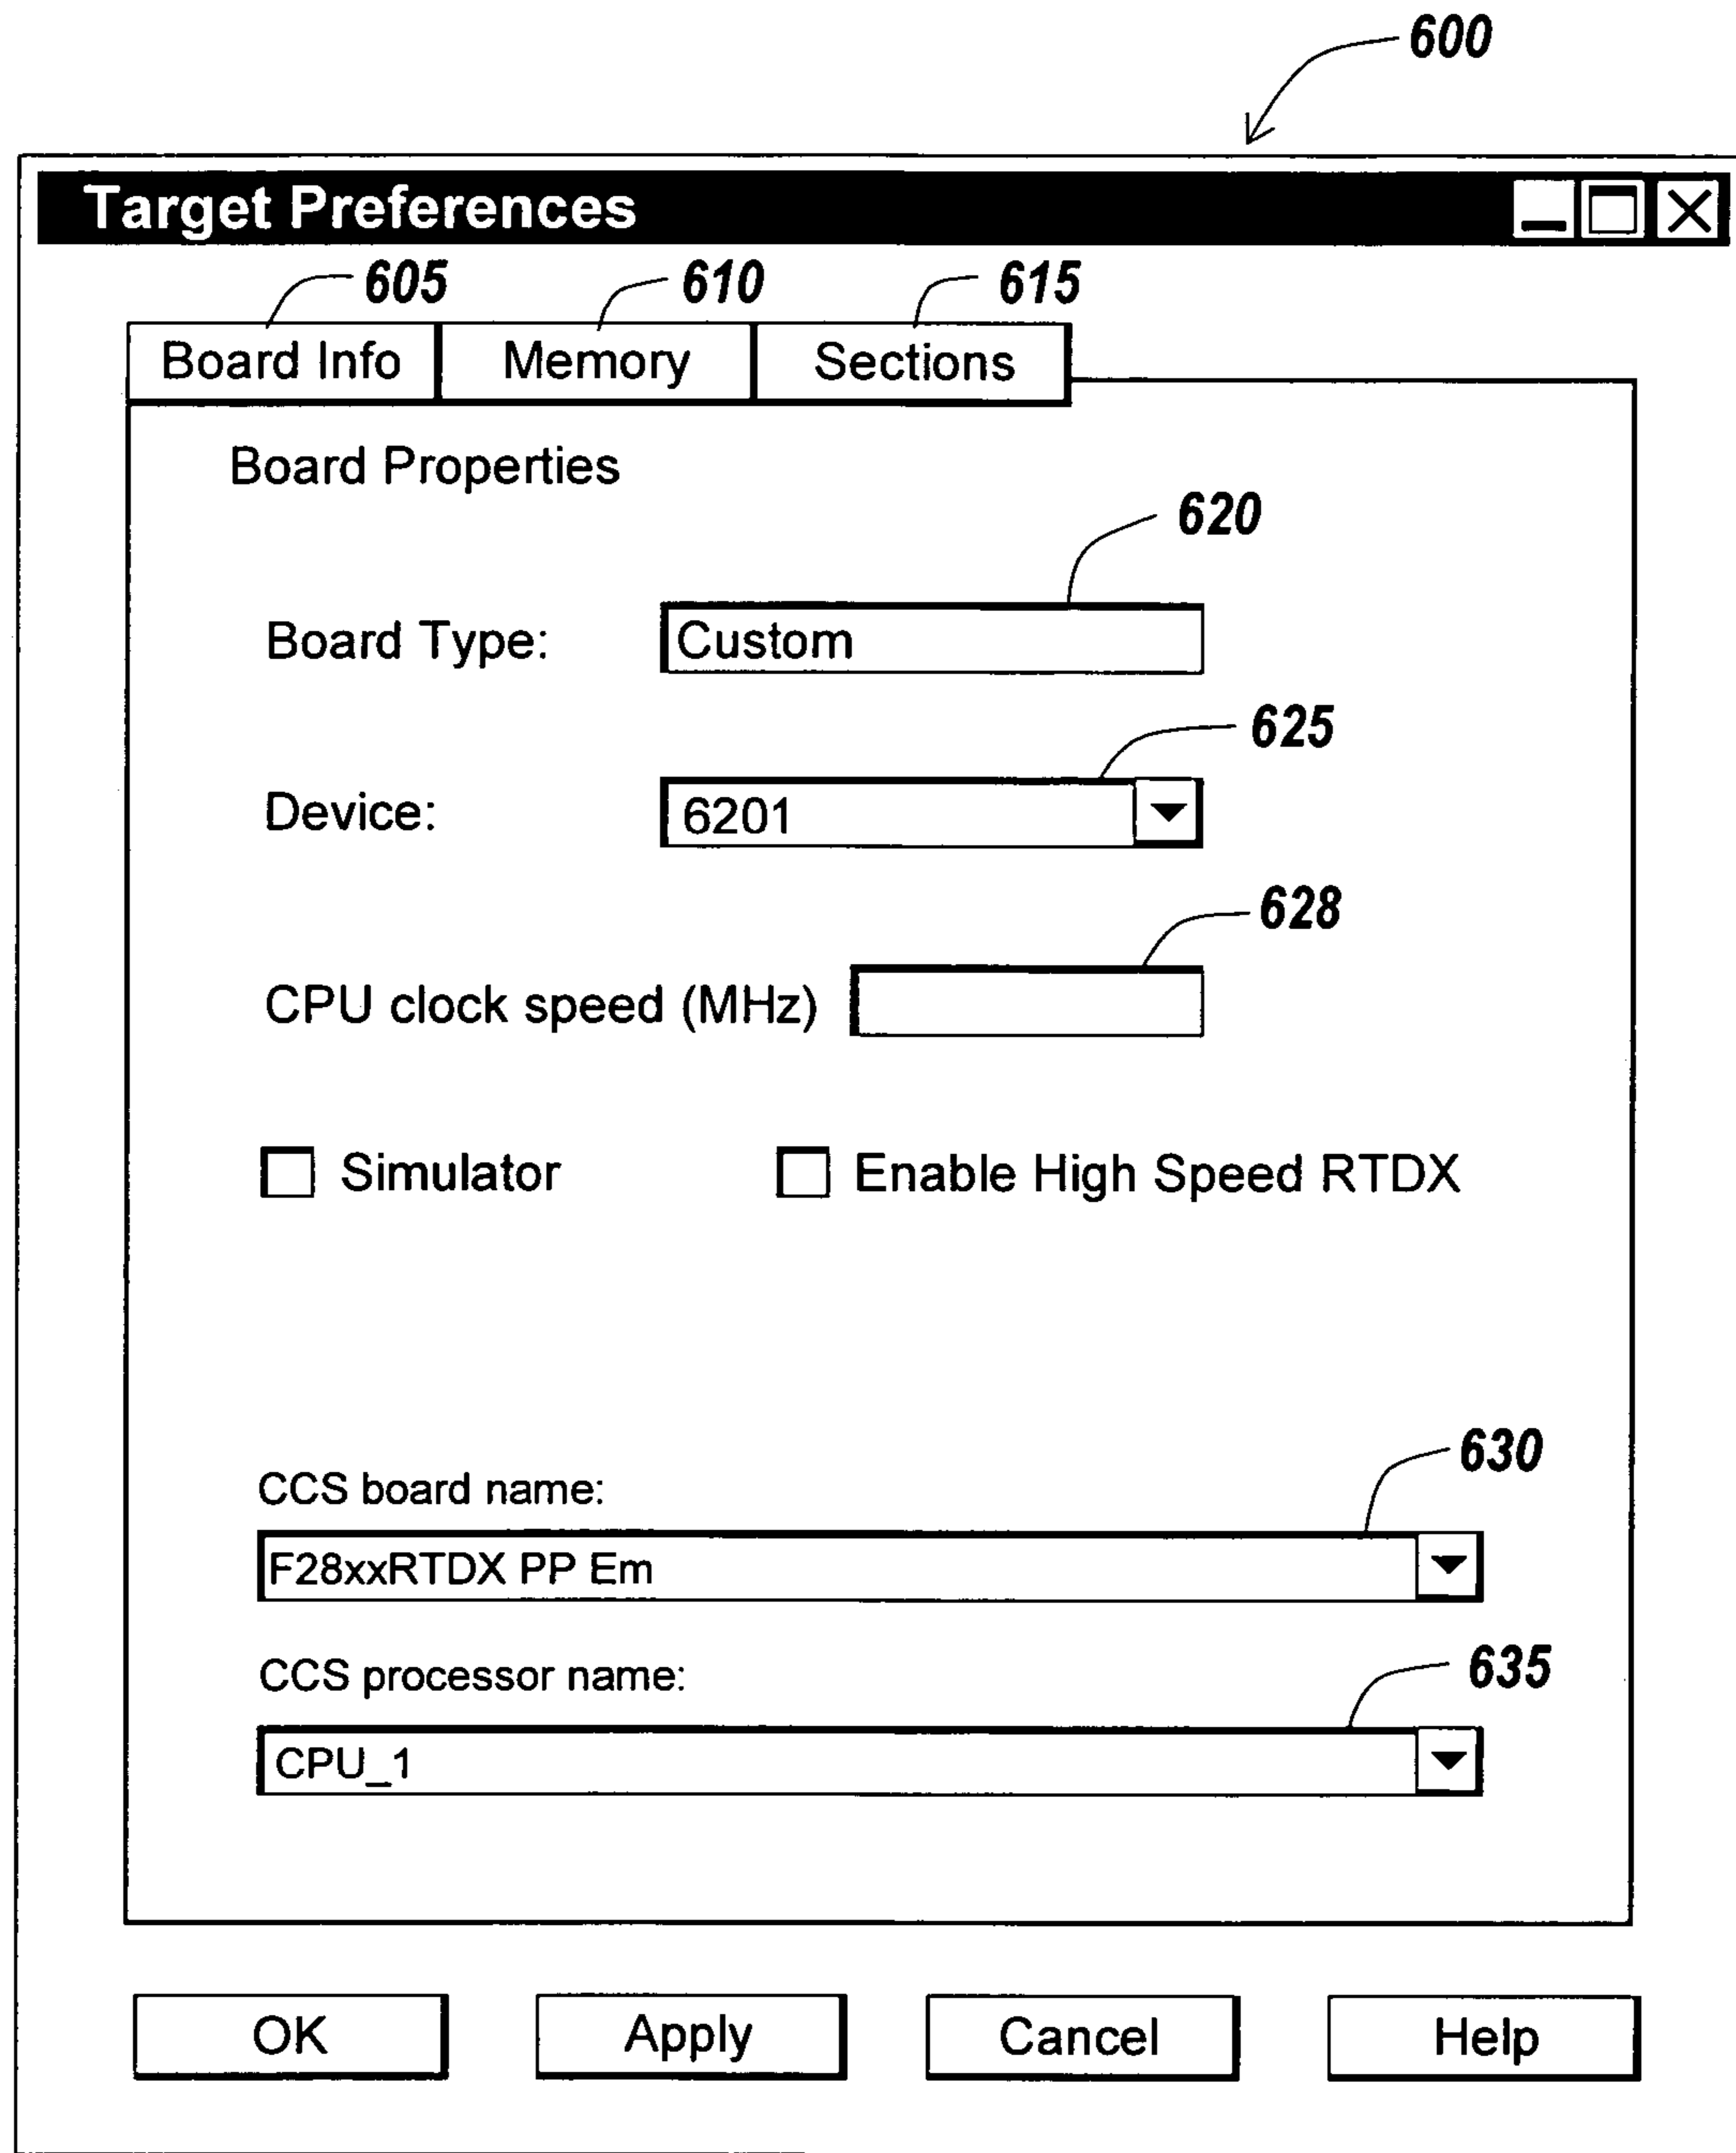 600
Target Preferences
605 610 615
Board Info Memory Sections
Board Properties
620
Board Type: Custom
625
Device: 6201
628
CPU clock speed (MHz)
Simulator Enable High Speed RTDX
630
CCS board name:
F28xxRTDX PP Em
635
CCS processor name:
CPU_1
OK Apply Cancel Help